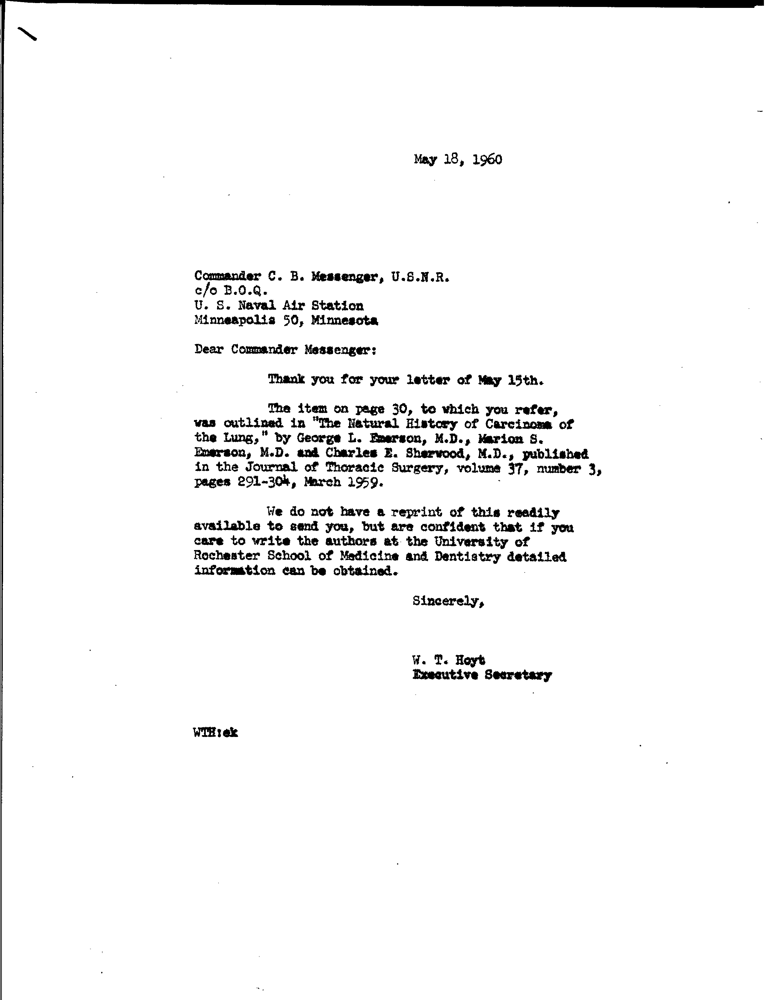 May 18, 1960
Commander C. B. Messenger, U.S.N.R.
c/o B.O.Q.
U. S. Naval Air Station
Minneapolis 50, Minnesota
Dear Commander Messenger:
Thank you for your letter of May 15th.
The item on page 30, to which you refer,
was outlined in "The Natural History of Carcinoma of
the Lung," by George L. Emerson, M.D., Marion S.
Emerson, M.D. and Charles E. Sherwood, M.D., published
in the Journal of Thoracic Surgery, volume 37, number 3,
pages 291-304, March 1959.
We do not have a reprint of this readily
available to send you, but are confident that if you
care to write the authors at the University of
Rochester School of Medicine and Dentistry detailed
information can be obtained.
Sincerely,
W. T. Hoyt
Executive Secretary
WTH:ek